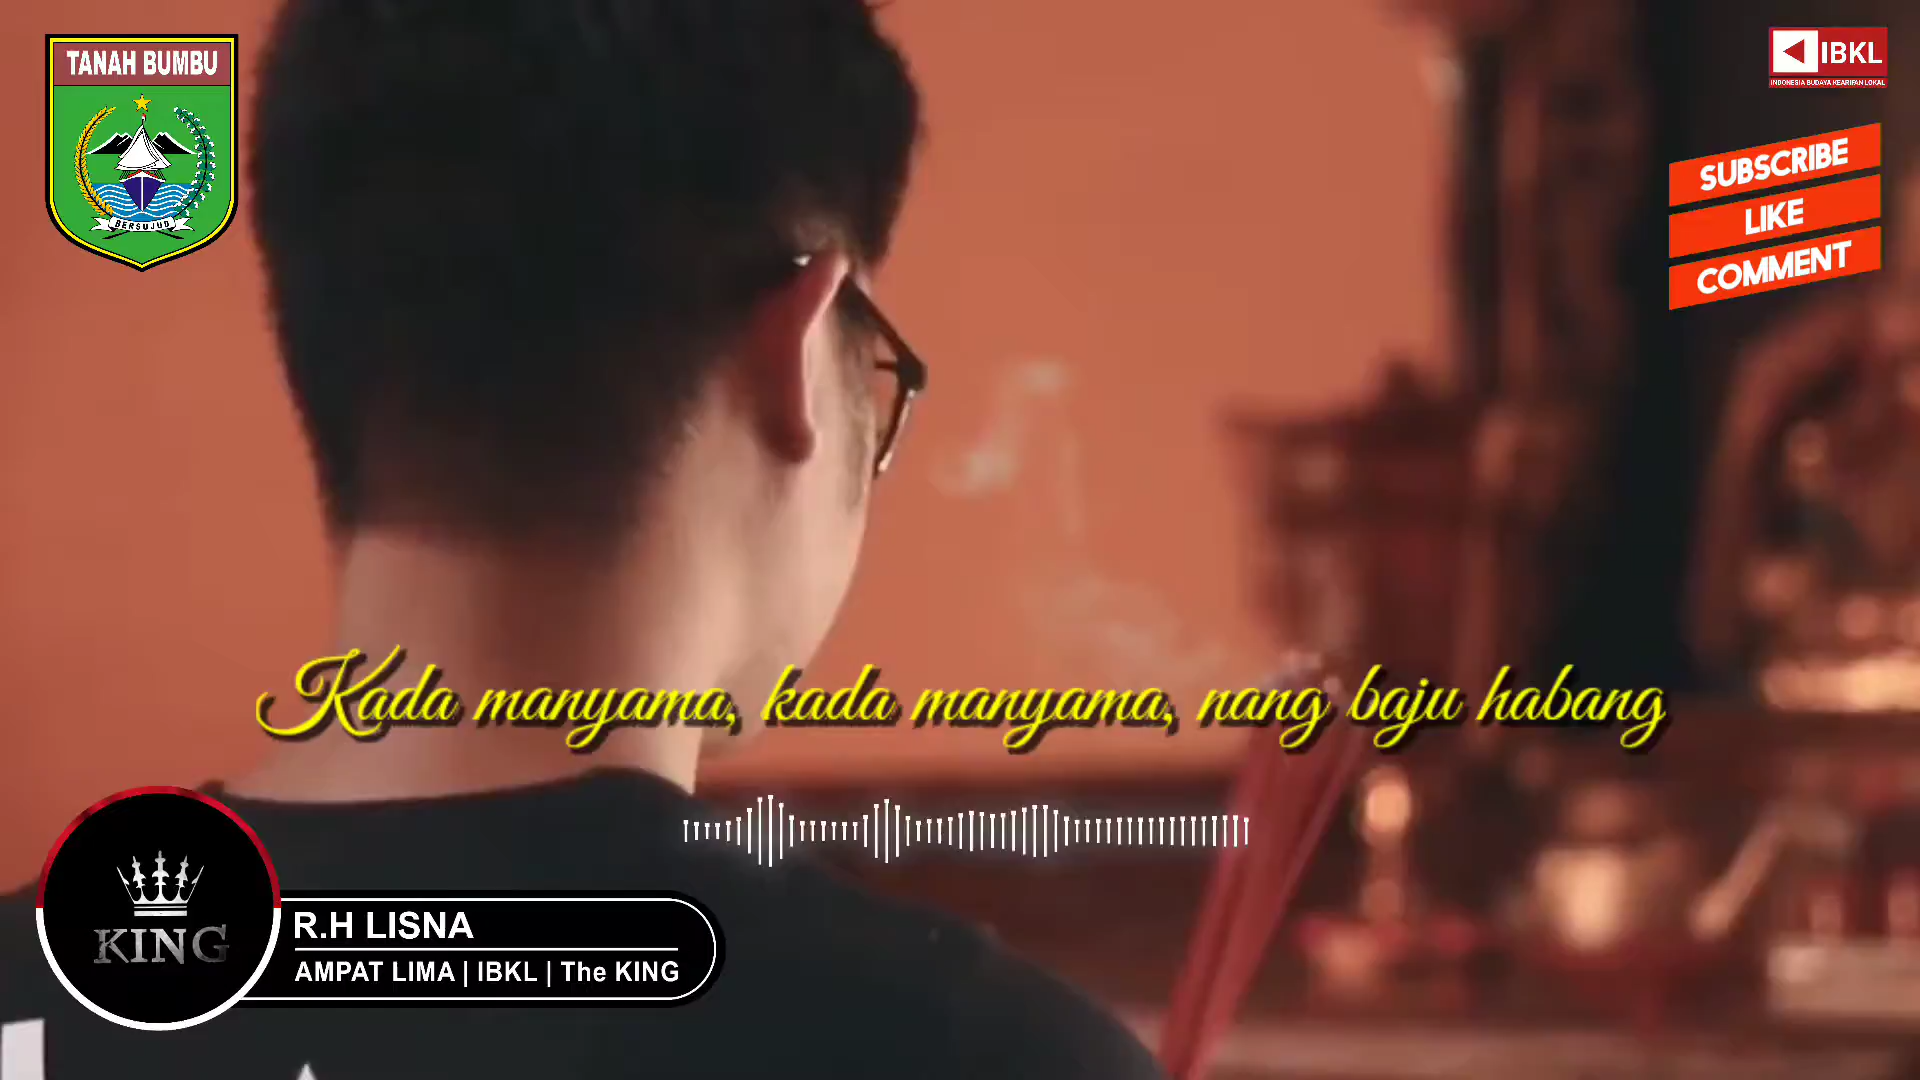 TANAH BUMBU
BERSUJUD
IBKL
INDONESIA BUDAYA KEARIFAN LOKAL
SUBSCRIBE
LIKE
COMMENT
Kada manyama, kada manyama, nang baju habang
KING
R.H LISNA
AMPAT LIMA | IBKL | The KING